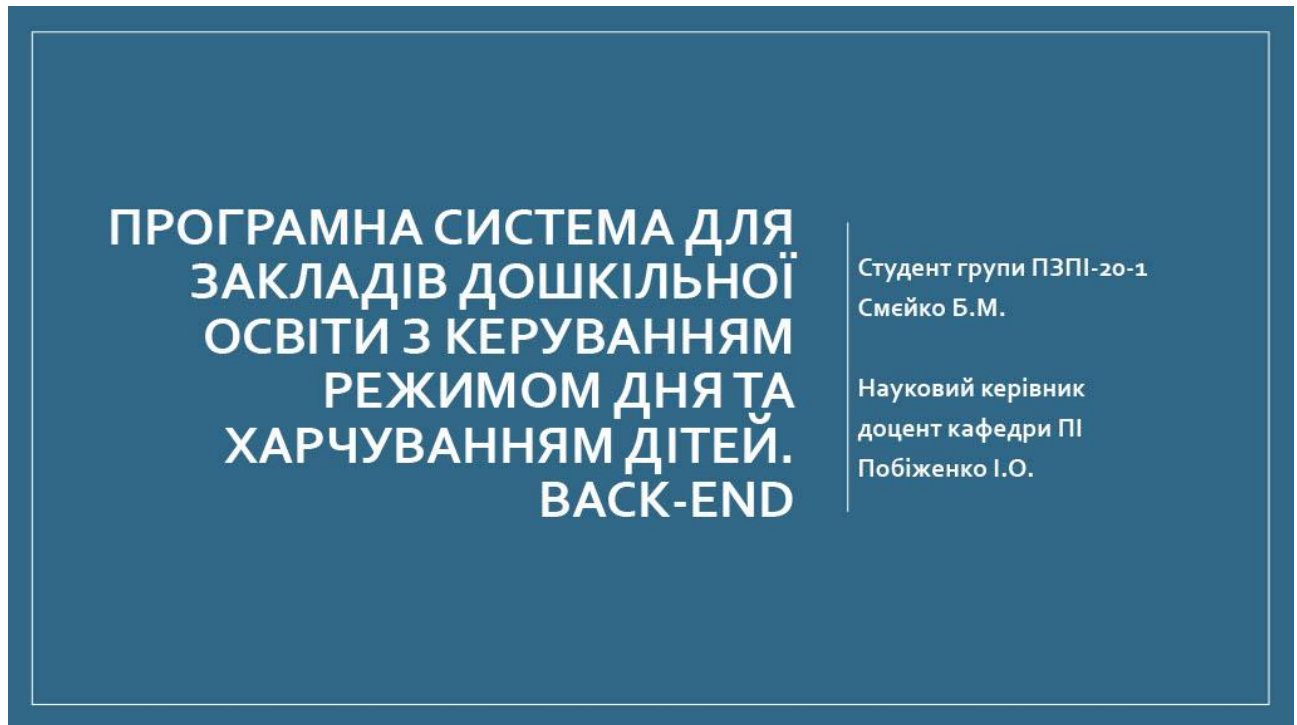 ПРОГРАМНА СИСТЕМА ДЛЯ
ЗАКЛАДІВ ДОШКІЛЬНОЇ
ОСВІТИ З КЕРУВАННЯМ
РЕЖИМОМ ДНЯ ТА
ХАРЧУВАННЯМ ДІТЕЙ.
BACK-END
Студент групи ПЗПІ-20-1
Смєйко Б.М.
Науковий керівник
доцент кафедри ПІ
Побіженко І.О.